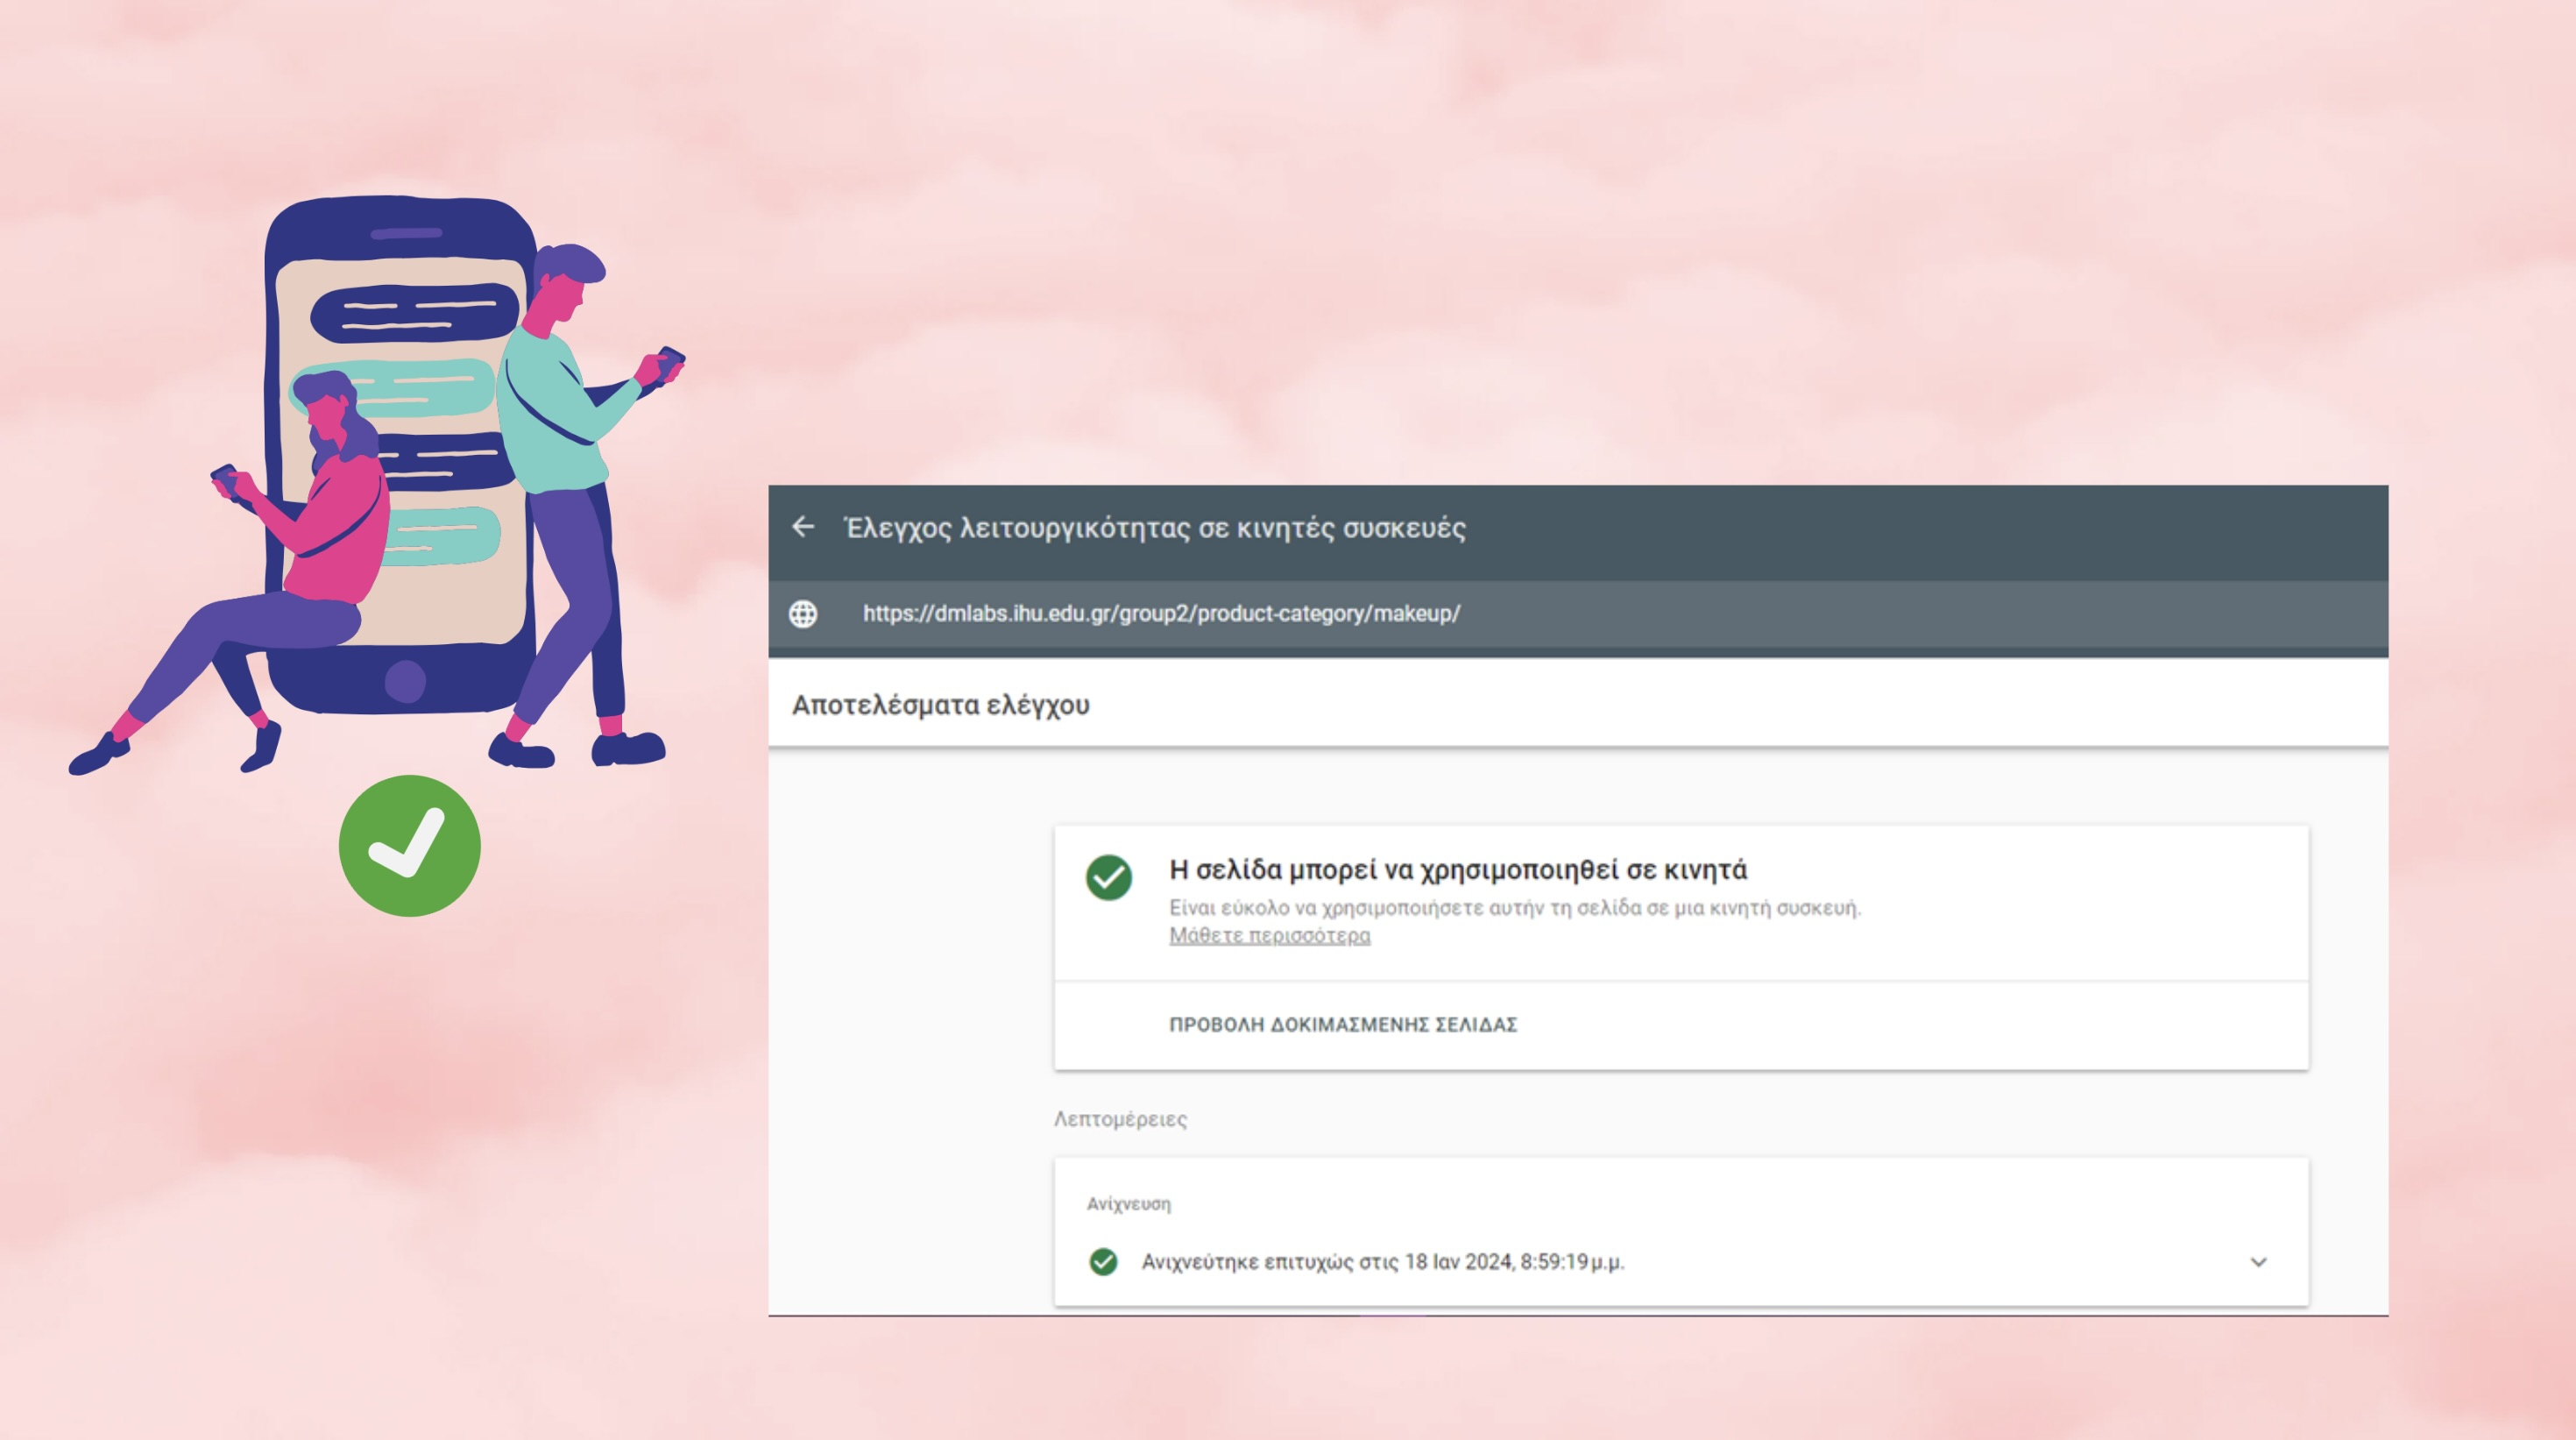 Έλεγχος λειτουργικότητας σε κινητές συσκευές
https://dmlabs.ihu.edu.gr/group2/product-category/makeup/
Αποτελέσματα ελέγχου
Η σελίδα μπορεί να χρησιμοποιηθεί σε κινητά
Είναι εύκολο να χρησιμοποιήσετε αυτήν τη σελίδα σε μια κινητή συσκευή.
Μάθετε περισσότερα
ΠΡΟΒΟΛΗ ΔΟΚΙΜΑΣΜΕΝΗΣ ΣΕΛΙΔΑΣ
Λεπτομέρειες
Ανίχνευση
Ανιχνεύτηκε επιτυχώς στις 18 Ιαν 2024, 8:59:19 μ.μ.